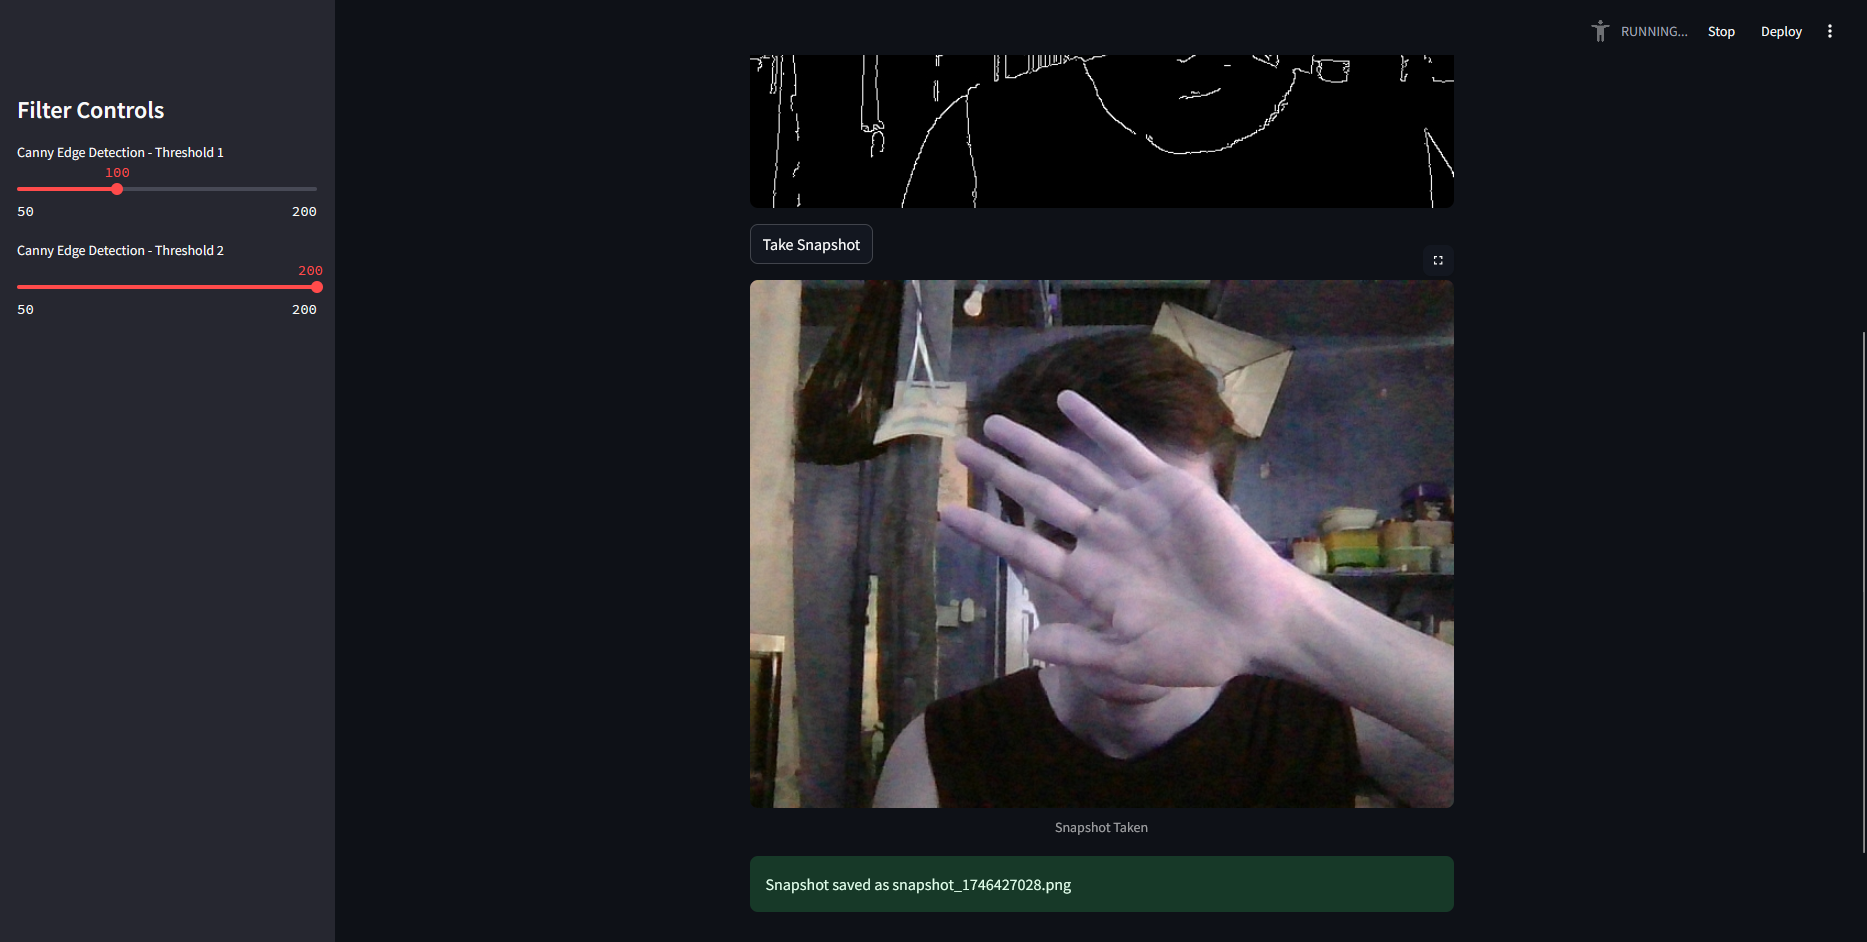 RUNNING... Stop Deploy
Filter Controls
Canny Edge Detection - Threshold 1
100
50 200
Canny Edge Detection - Threshold 2
200
50 200
Take Snapshot
Snapshot Taken
Snapshot saved as snapshot_1746427028.png